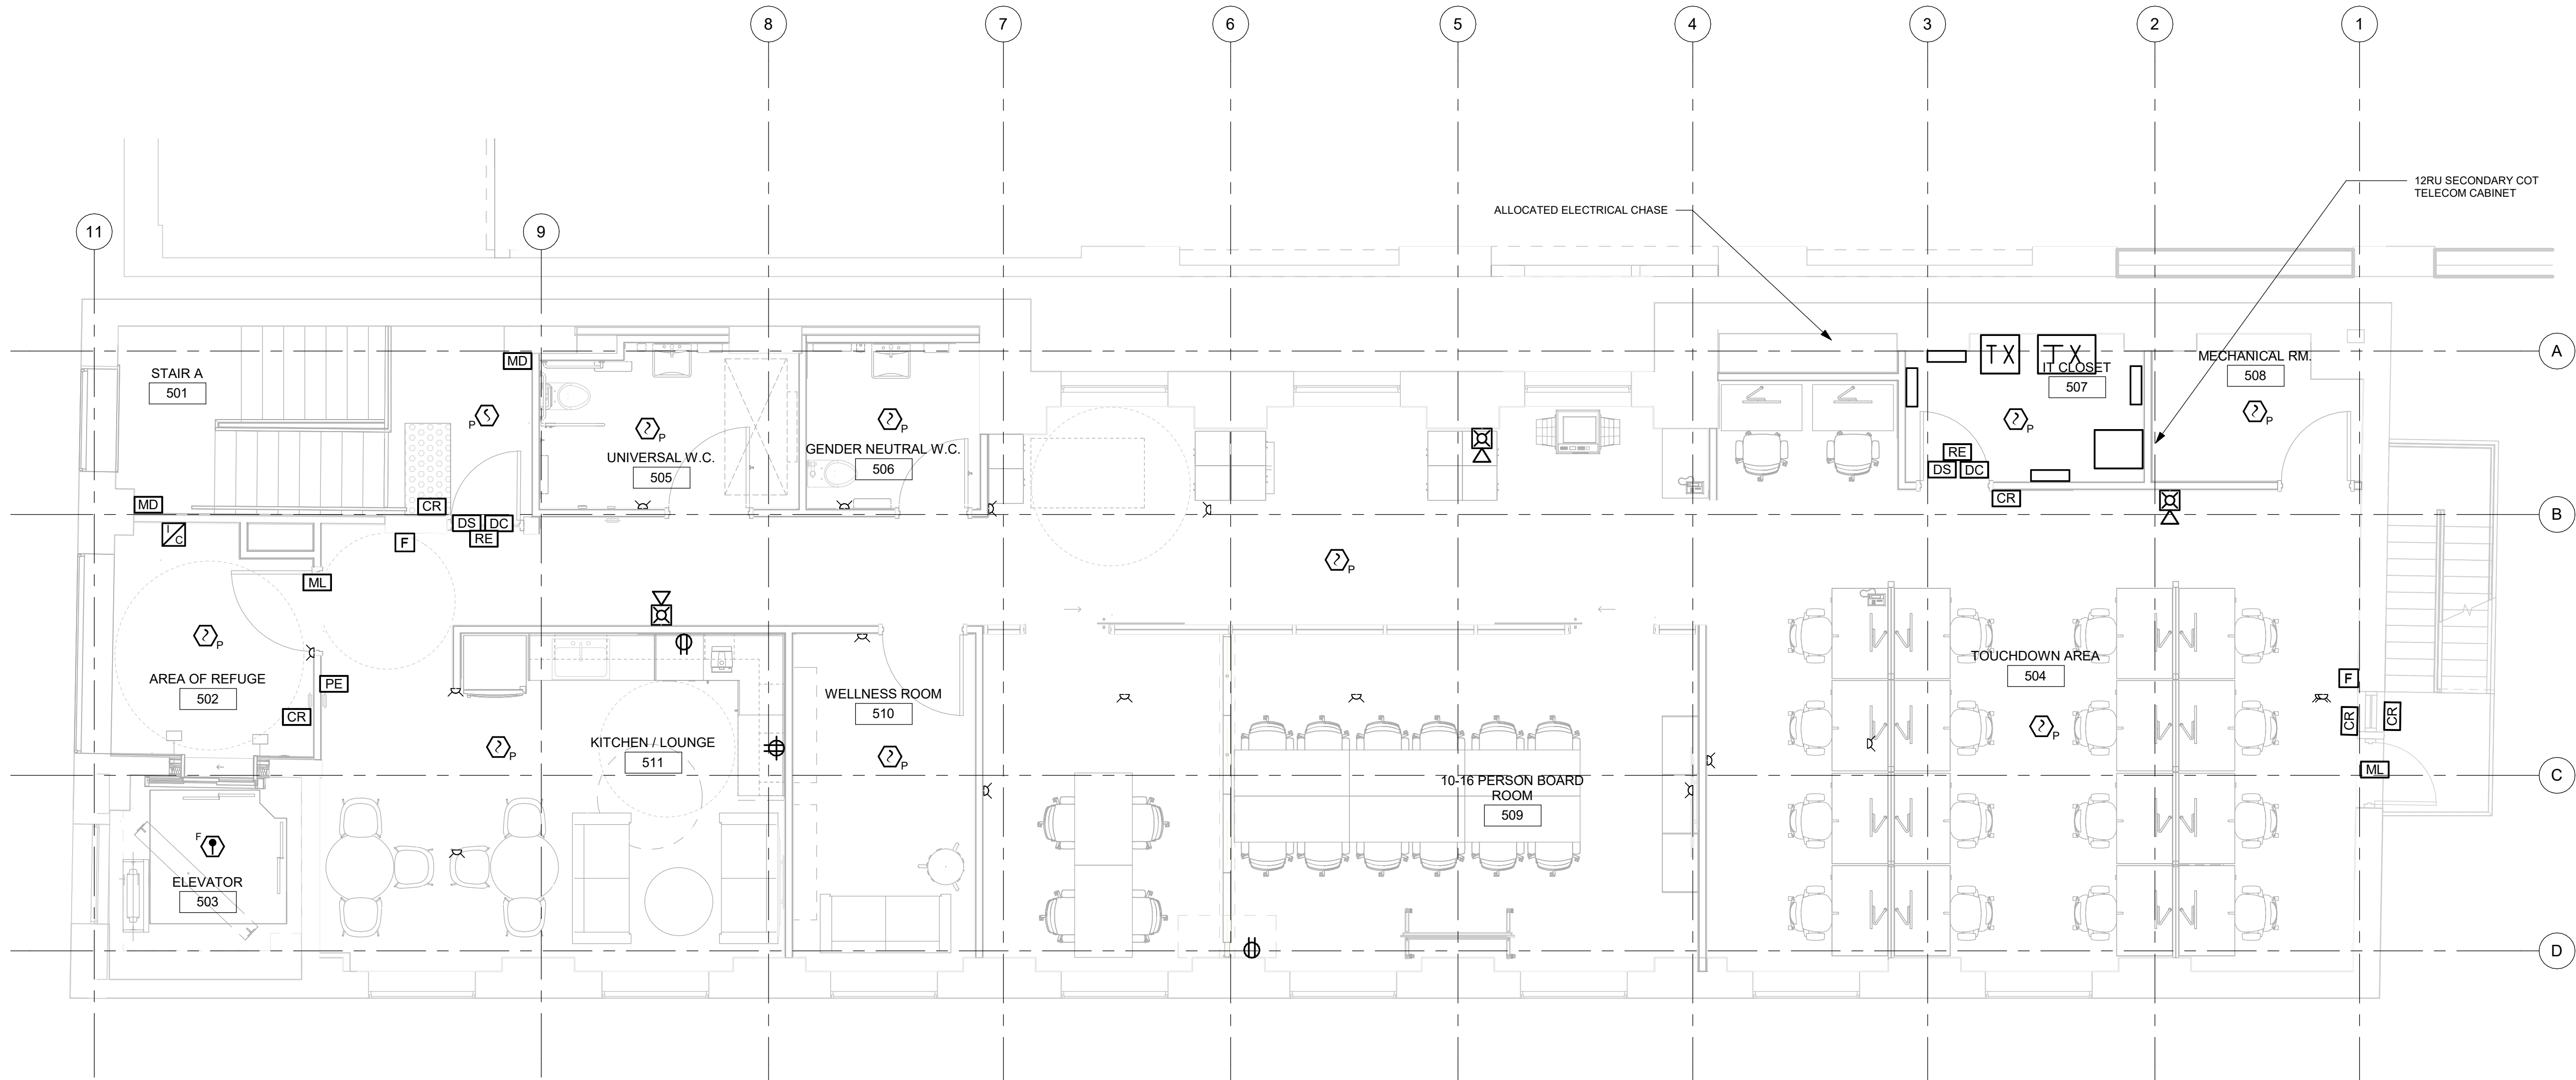 8
7
6
5
4
3
2
1
11
9
12RU SECONDARY COT
TELECOM CABINET
ALLOCATED ELECTRICAL CHASE
A
MD
TX
TX
MECHANICAL RM.
508
IT CLOSET
507
STAIR A
501
P
P
P
P
P
GENDER NEUTRAL W.C.
506
UNIVERSAL W.C.
505
RE
DS
DC
CR
MD
CR
B
DS
DC
RE
I
C
F
P
ML
P
AREA OF REFUGE
502
PE
CR
WELLNESS ROOM
510
TOUCHDOWN AREA
504
F
CR
CR
P
KITCHEN / LOUNGE
511
P
P
ML
C
10-16 PERSON BOARD
ROOM
509
F
ELEVATOR
503
D